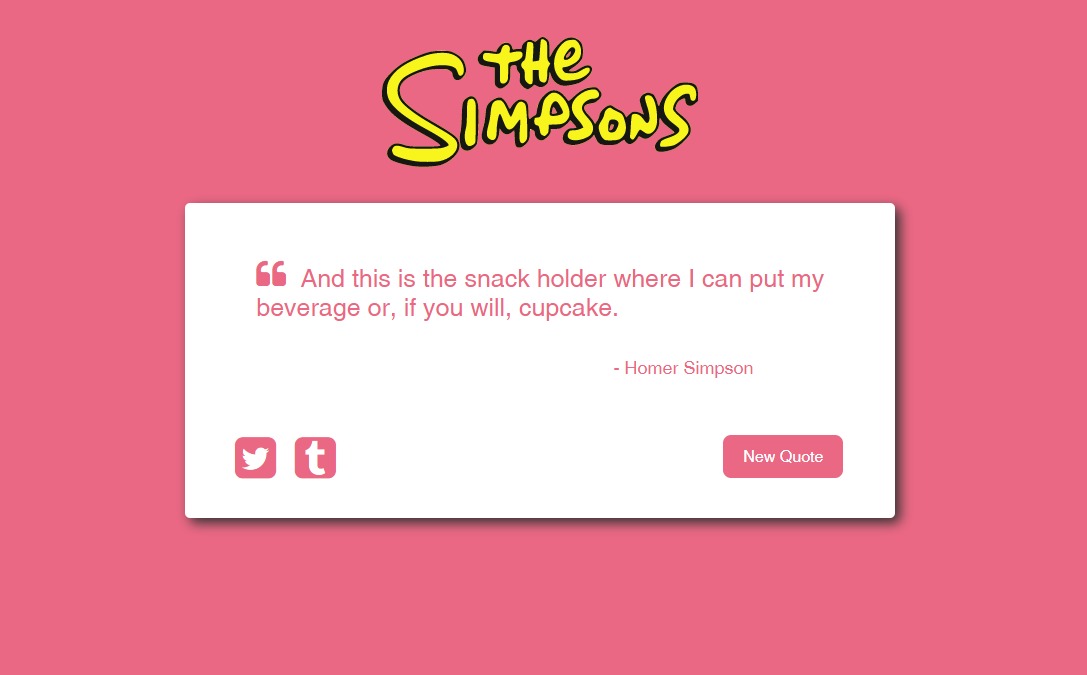 THE
SIMPSONS
And this is the snack holder where I can put my
beverage or, if you will, cupcake.
- Homer Simpson
t
New Quote